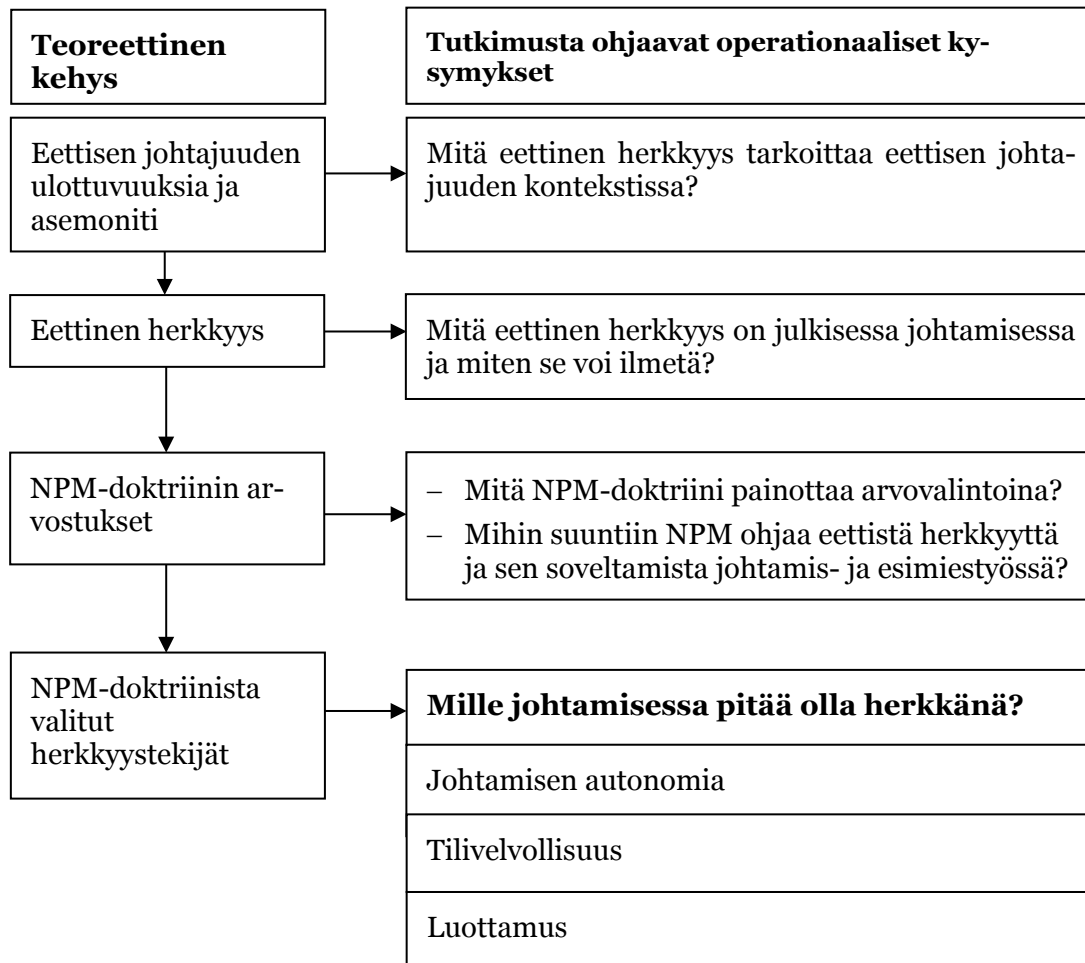 Teoreettinen
kehys
Tutkimusta ohjaavat operationaaliset ky-
symykset
Eettisen johtajuuden
ulottuvuuksia ja
asemoniti
Mitä eettinen herkkyys tarkoittaa eettisen johta-
juuden kontekstissa?
Eettinen herkkyys
Mitä eettinen herkkyys on julkisessa johtamisessa
ja miten se voi ilmetä?
NPM-doktriinin ar-
vostukset
– Mitä NPM-doktriini painottaa arvovalintoina?
– Mihin suuntiin NPM ohjaa eettistä herkkyyttä
ja sen soveltamista johtamis- ja esimiestyössä?
NPM-doktriinista
valitut
herkkyystekijät
Mille johtamisessa pitää olla herkkänä?
Johtamisen autonomia
Tilivelvollisuus
Luottamus